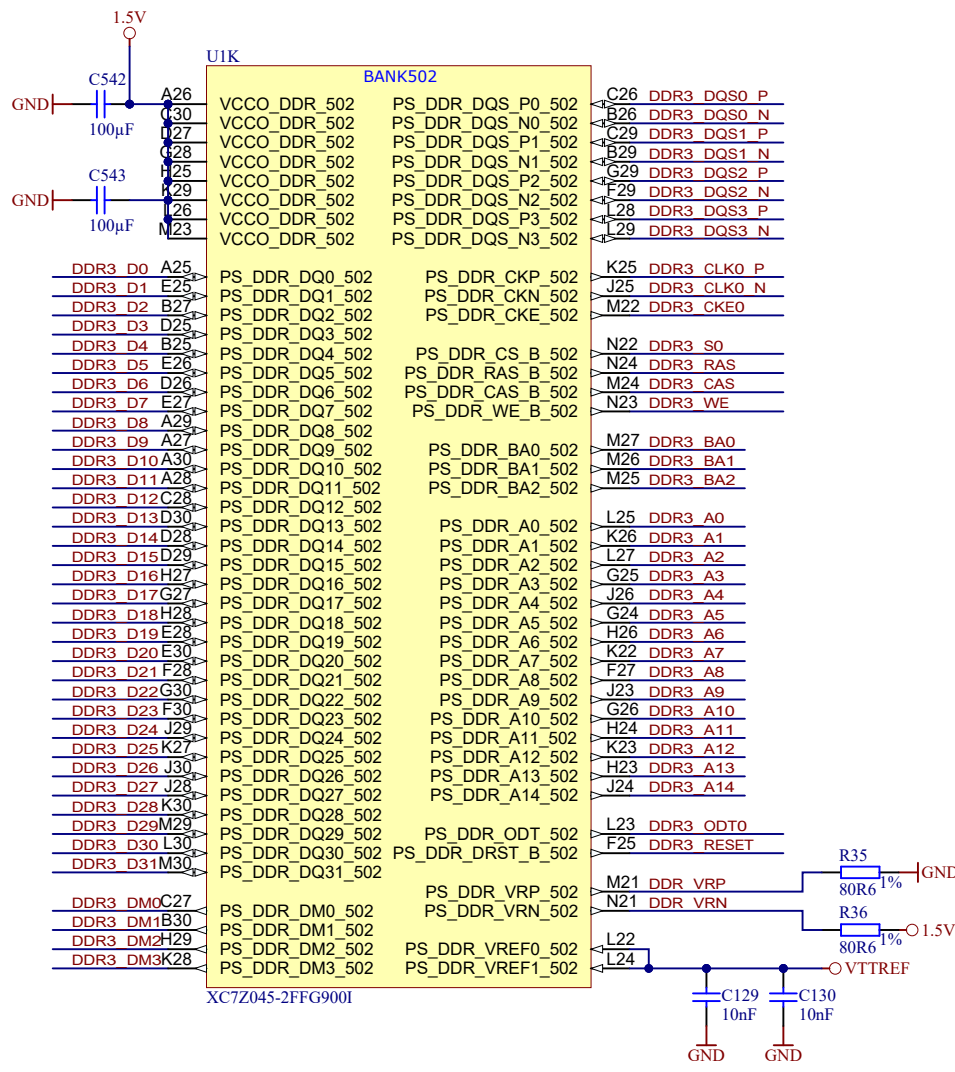 1.5V
U1K
BANK502
C542
GND
100µF
C543
GND
100µF
A26 VCCO_DDR_502
C30 VCCO_DDR_502
D27 VCCO_DDR_502
G28 VCCO_DDR_502
H25 VCCO_DDR_502
K29 VCCO_DDR_502
L26 VCCO_DDR_502
M23 VCCO_DDR_502
DDR3_D0 A25 PS_DDR_DQ0_502
DDR3_D1 E25 PS_DDR_DQ1_502
DDR3_D2 B27 PS_DDR_DQ2_502
DDR3_D3 D25 PS_DDR_DQ3_502
DDR3_D4 B25 PS_DDR_DQ4_502
DDR3_D5 E26 PS_DDR_DQ5_502
DDR3_D6 D26 PS_DDR_DQ6_502
DDR3_D7 E27 PS_DDR_DQ7_502
DDR3_D8 A29 PS_DDR_DQ8_502
DDR3_D9 A27 PS_DDR_DQ9_502
DDR3_D10 A30 PS_DDR_DQ10_502
DDR3_D11 A28 PS_DDR_DQ11_502
DDR3_D12 C28 PS_DDR_DQ12_502
DDR3_D13 D30 PS_DDR_DQ13_502
DDR3_D14 D28 PS_DDR_DQ14_502
DDR3_D15 D29 PS_DDR_DQ15_502
DDR3_D16 H27 PS_DDR_DQ16_502
DDR3_D17 G27 PS_DDR_DQ17_502
DDR3_D18 H28 PS_DDR_DQ18_502
DDR3_D19 E28 PS_DDR_DQ19_502
DDR3_D20 E30 PS_DDR_DQ20_502
DDR3_D21 F28 PS_DDR_DQ21_502
DDR3_D22 G30 PS_DDR_DQ22_502
DDR3_D23 F30 PS_DDR_DQ23_502
DDR3_D24 J29 PS_DDR_DQ24_502
DDR3_D25 K27 PS_DDR_DQ25_502
DDR3_D26 J30 PS_DDR_DQ26_502
DDR3_D27 J28 PS_DDR_DQ27_502
DDR3_D28 K30 PS_DDR_DQ28_502
DDR3_D29 M29 PS_DDR_DQ29_502
DDR3_D30 L30 PS_DDR_DQ30_502
DDR3_D31 M30 PS_DDR_DQ31_502
DDR3_DM0 C27 PS_DDR_DM0_502
DDR3_DM1 B30 PS_DDR_DM1_502
DDR3_DM2 H29 PS_DDR_DM2_502
DDR3_DM3 K28 PS_DDR_DM3_502
PS_DDR_DQS_P0_502 C26 DDR3_DQS0_P
PS_DDR_DQS_N0_502 B26 DDR3_DQS0_N
PS_DDR_DQS_P1_502 C29 DDR3_DQS1_P
PS_DDR_DQS_N1_502 B29 DDR3_DQS1_N
PS_DDR_DQS_P2_502 G29 DDR3_DQS2_P
PS_DDR_DQS_N2_502 F29 DDR3_DQS2_N
PS_DDR_DQS_P3_502 L28 DDR3_DQS3_P
PS_DDR_DQS_N3_502 L29 DDR3_DQS3_N
PS_DDR_CKP_502 K25 DDR3_CLK0_P
PS_DDR_CKN_502 J25 DDR3_CLK0_N
PS_DDR_CKE_502 M22 DDR3_CKE0
PS_DDR_CS_B_502 N22 DDR3_S0
PS_DDR_RAS_B_502 N24 DDR3_RAS
PS_DDR_CAS_B_502 M24 DDR3_CAS
PS_DDR_WE_B_502 N23 DDR3_WE
PS_DDR_BA0_502 M27 DDR3_BA0
PS_DDR_BA1_502 M26 DDR3_BA1
PS_DDR_BA2_502 M25 DDR3_BA2
PS_DDR_A0_502 L25 DDR3_A0
PS_DDR_A1_502 K26 DDR3_A1
PS_DDR_A2_502 L27 DDR3_A2
PS_DDR_A3_502 G25 DDR3_A3
PS_DDR_A4_502 J26 DDR3_A4
PS_DDR_A5_502 G24 DDR3_A5
PS_DDR_A6_502 H26 DDR3_A6
PS_DDR_A7_502 K22 DDR3_A7
PS_DDR_A8_502 F27 DDR3_A8
PS_DDR_A9_502 J23 DDR3_A9
PS_DDR_A10_502 G26 DDR3_A10
PS_DDR_A11_502 H24 DDR3_A11
PS_DDR_A12_502 K23 DDR3_A12
PS_DDR_A13_502 H23 DDR3_A13
PS_DDR_A14_502 J24 DDR3_A14
PS_DDR_ODT_502 L23 DDR3_ODT0
PS_DDR_DRST_B_502 F25 DDR3_RESET
PS_DDR_VRP_502 M21 DDR_VRP
PS_DDR_VRN_502 N21 DDR_VRN
PS_DDR_VREF0_502 L22
PS_DDR_VREF1_502 L24
R35
80R6 1%
GND
R36
80R6 1%
1.5V
VTTREF
C129
10nF
C130
10nF
GND
GND
XC7Z045-2FFG900I